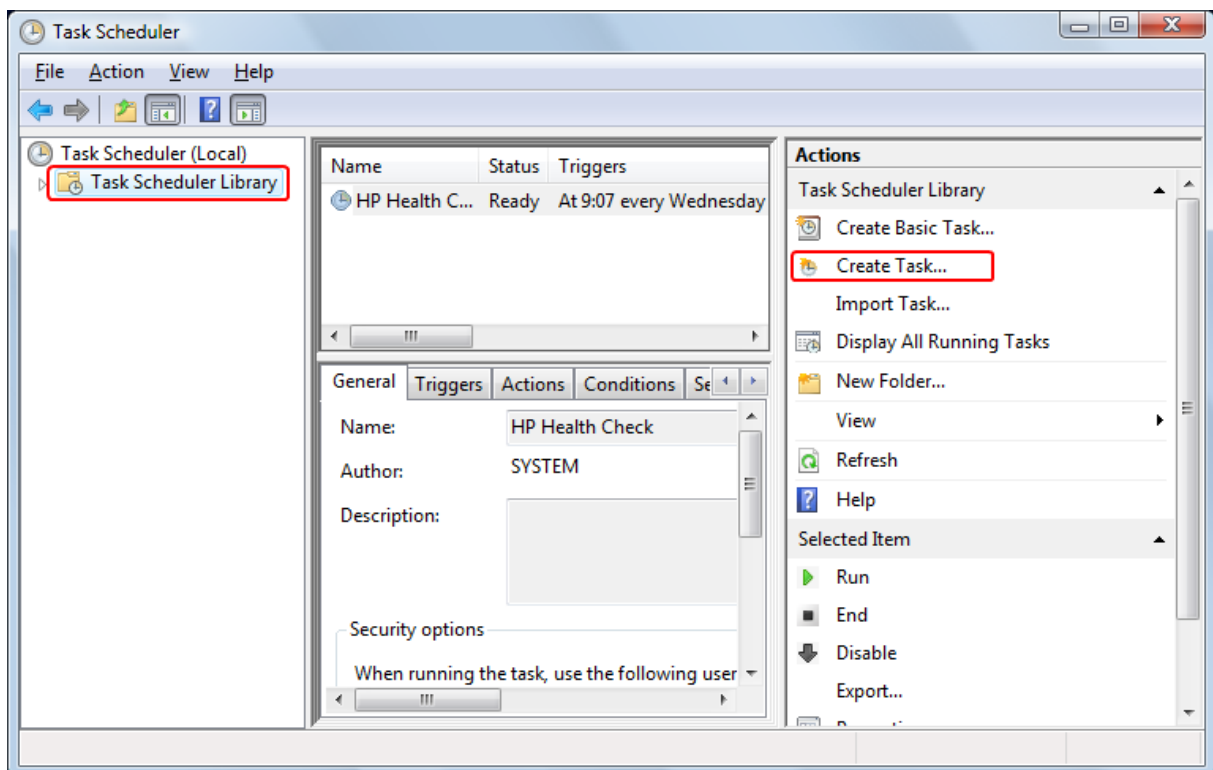 Task Scheduler
File Action View Help
Task Scheduler (Local)
Task Scheduler Library
Name Status Triggers
HP Health C... Ready At 9:07 every Wednesday
General Triggers Actions Conditions Se
Name: HP Health Check
Author: SYSTEM
Description:
Security options
When running the task, use the following user
Actions
Task Scheduler Library
Create Basic Task...
Create Task...
Import Task...
Display All Running Tasks
New Folder...
View
Refresh
Help
Selected Item
Run
End
Disable
Export...